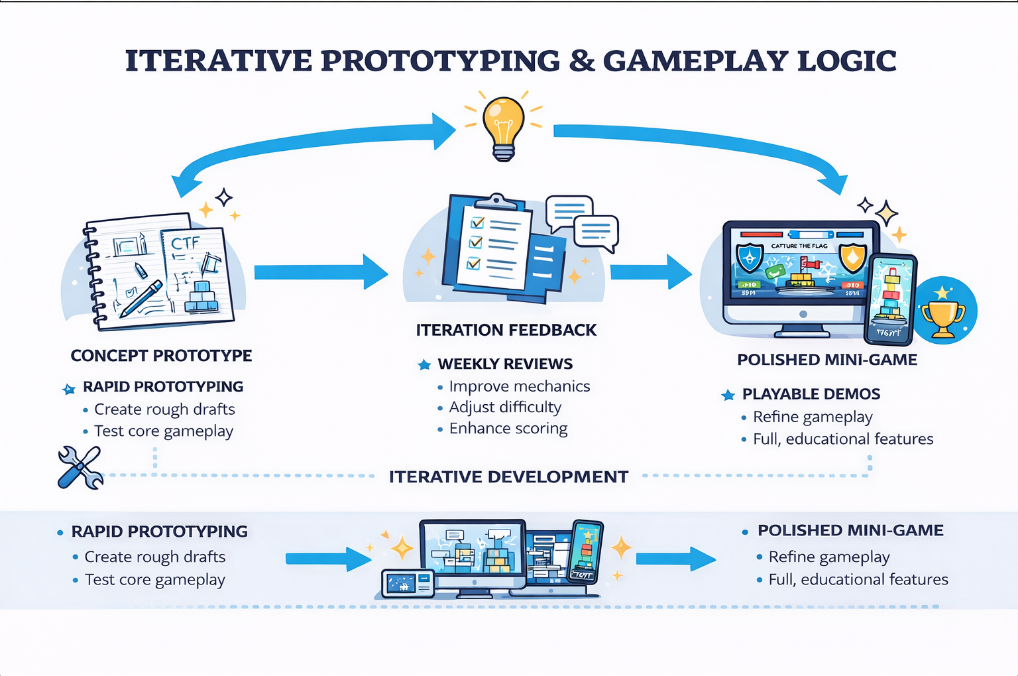 ITERATIVE PROTOTYPING & GAMEPLAY LOGIC
CTF
CAPTURE THE FLAG
CONCEPT PROTOTYPE
★ RAPID PROTOTYPING
• Create rough drafts
• Test core gameplay
ITERATION FEEDBACK
★ WEEKLY REVIEWS
• Improve mechanics
• Adjust difficulty
• Enhance scoring
POLISHED MINI-GAME
★ PLAYABLE DEMOS
• Refine gameplay
• Full, educational features
ITERATIVE DEVELOPMENT
• RAPID PROTOTYPING
• Create rough drafts
• Test core gameplay
• POLISHED MINI-GAME
• Refine gameplay
• Full, educational features